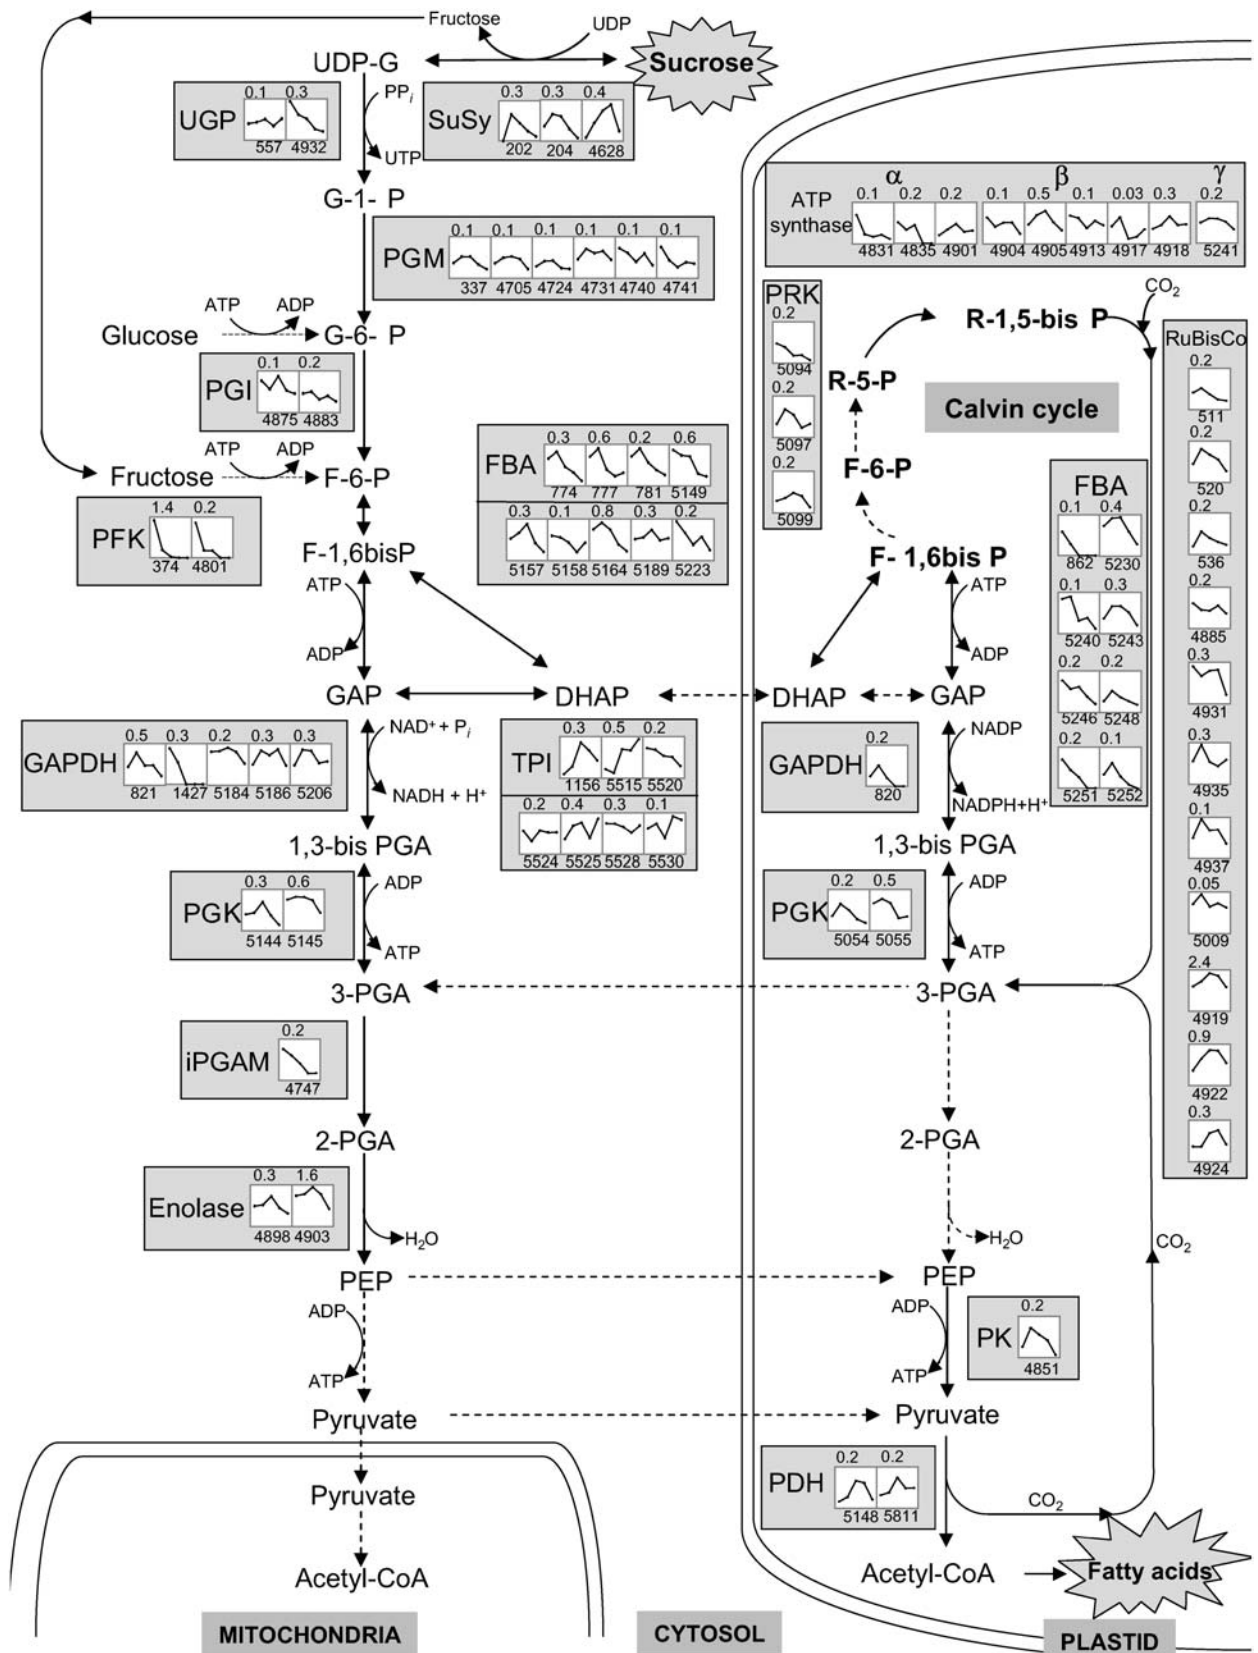 Fructose
UDP
UDP-G
Sucrose
UGP
0.1 0.3
557 4932
PPi
UTP
SuSy
0.3 0.3 0.4
202 204 4628
G-1- P
PGM
0.1 0.1 0.1 0.1 0.1 0.1
337 4705 4724 4731 4740 4741
ATP ADP
Glucose
G-6- P
PGI
0.1 0.2
4875 4883
ATP ADP
Fructose
F-6-P
PFK
1.4 0.2
374 4801
FBA
0.3 0.6 0.2 0.6
774 777 781 5149
0.3 0.1 0.8 0.3 0.2
5157 5158 5164 5189 5223
F-1,6bisP
ATP
ADP
GAP
DHAP
GAPDH
0.5 0.3 0.2 0.3 0.3
821 1427 5184 5186 5206
NAD+ + Pi
NADH + H+
TPI
0.3 0.5 0.2
1156 5515 5520
0.2 0.4 0.3 0.1
5524 5525 5528 5530
1,3-bis PGA
PGK
0.3 0.6
5144 5145
ADP
ATP
3-PGA
iPGAM
0.2
4747
2-PGA
Enolase
0.3 1.6
4898 4903
H2O
PEP
ADP
ATP
Pyruvate
Pyruvate
Acetyl-CoA
MITOCHONDRIA
CYTOSOL
α β γ
ATP synthase
0.1 0.2 0.2 0.1 0.5 0.1 0.03 0.3 0.2
4831 4835 4901 4904 4905 4913 4917 4918 5241
PRK
0.2
5094
0.2
5097
0.2
5099
CO2
R-1,5-bis P
R-5-P
Calvin cycle
F-6-P
F- 1,6bis P
RuBisCo
0.2
511
0.2
520
0.2
536
0.2
4885
0.3
4931
0.3
4935
0.1
4937
0.05
5009
2.4
4919
0.9
4922
0.3
4924
FBA
0.1 0.4
862 5230
0.1 0.3
5240 5243
0.2 0.2
5246 5248
0.2 0.1
5251 5252
ATP
ADP
DHAP
GAP
GAPDH
0.2
820
NADP
NADPH+H+
1,3-bis PGA
PGK
0.2 0.5
5054 5055
ADP
ATP
3-PGA
2-PGA
H2O
CO2
PEP
ADP
ATP
PK
0.2
4851
Pyruvate
PDH
0.2 0.2
5148 5811
CO2
Acetyl-CoA
Fatty acids
PLASTID